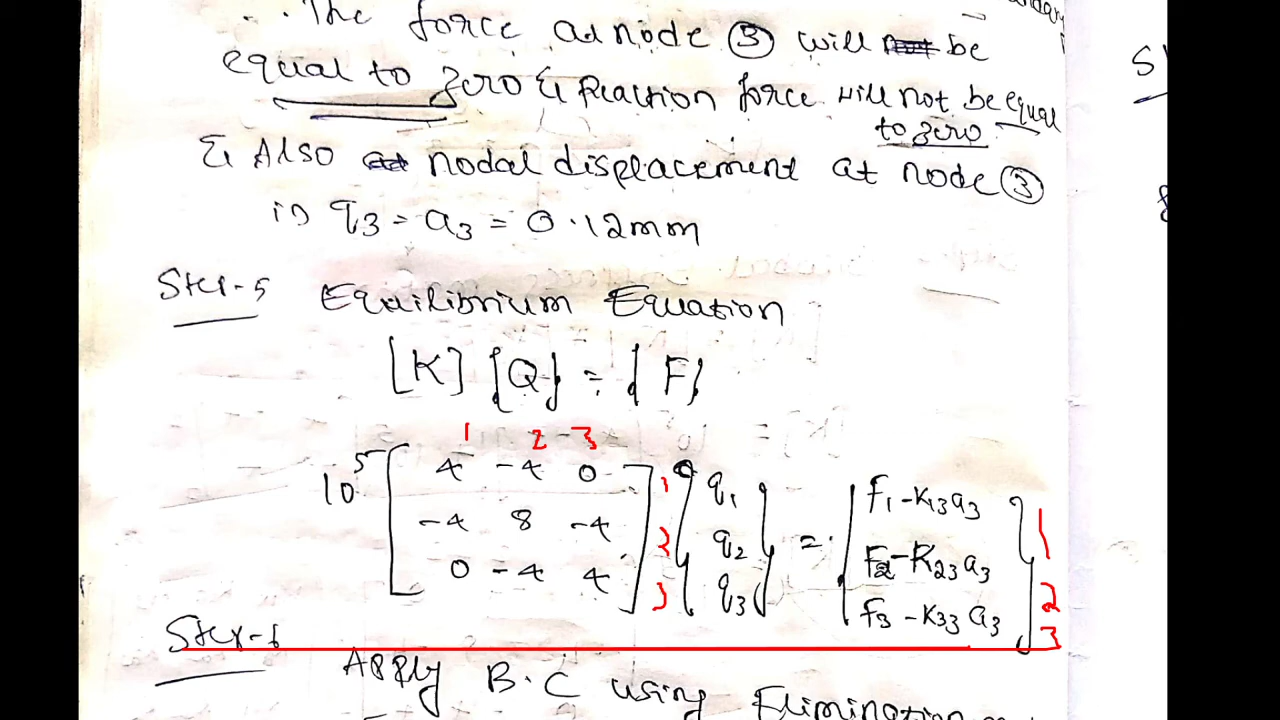 ∴ The force at node ③ will be
equal to zero & Reaction force will not be equal
to zero.
& Also nodal displacement at node ③
is q3 = a3 = 0.12mm
Step-5 Equilibrium Equation
[K] {Q} = {F}
1 2 3
10^5 [ 4 -4 0 ] 1 { q1 } = { F1 - K13 a3 } 1
[ -4 8 -4 ] 2 { q2 } { F2 - K23 a3 } 2
[ 0 -4 4 ] 3 { q3 } { F3 - K33 a3 } 3
Step-6
Apply B.C using Elimination